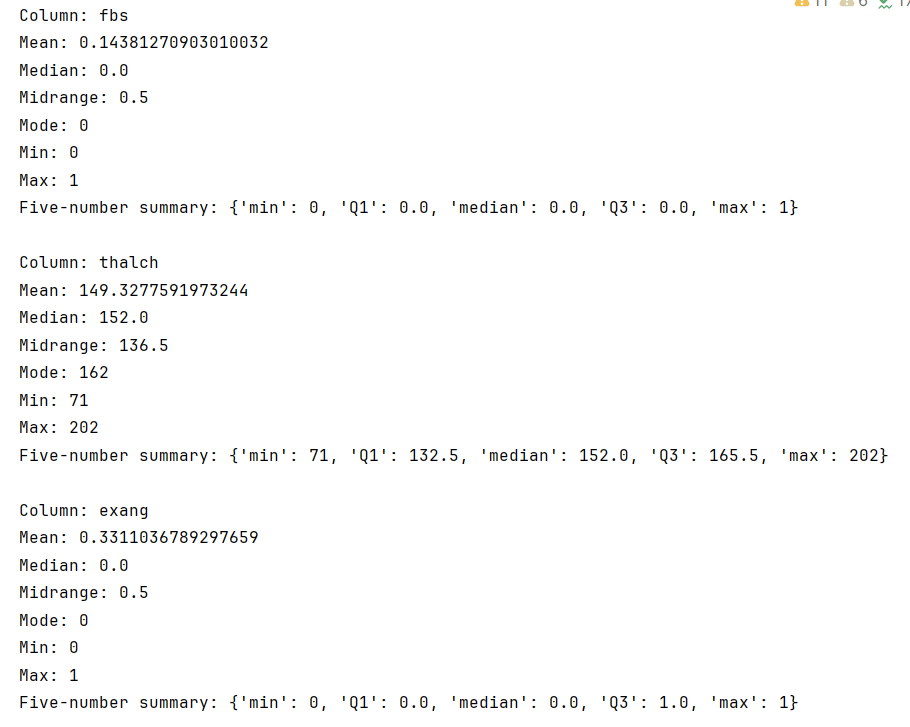 Column: fbs
Mean: 0.14381270903010032
Median: 0.0
Midrange: 0.5
Mode: 0
Min: 0
Max: 1
Five-number summary: {'min': 0, 'Q1': 0.0, 'median': 0.0, 'Q3': 0.0, 'max': 1}
Column: thalch
Mean: 149.3277591973244
Median: 152.0
Midrange: 136.5
Mode: 162
Min: 71
Max: 202
Five-number summary: {'min': 71, 'Q1': 132.5, 'median': 152.0, 'Q3': 165.5, 'max': 202}
Column: exang
Mean: 0.3311036789297659
Median: 0.0
Midrange: 0.5
Mode: 0
Min: 0
Max: 1
Five-number summary: {'min': 0, 'Q1': 0.0, 'median': 0.0, 'Q3': 1.0, 'max': 1}